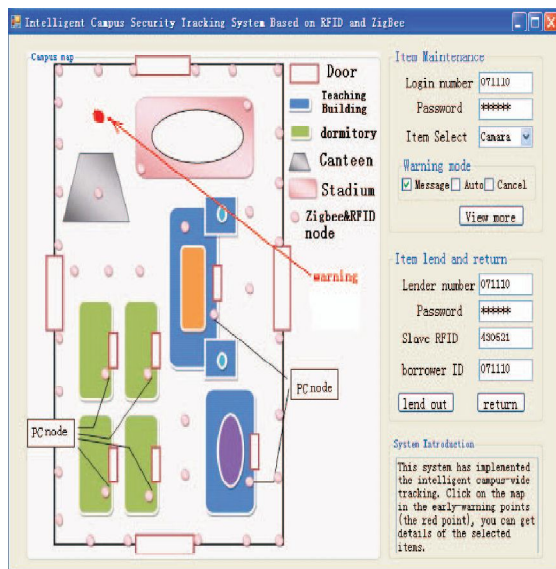 Intelligent Campus Security Tracking System Based on RFID and ZigBee
Campus map
Door
Teaching
Building
dormitory
Canteen
Stadium
Zigbee&RFID
node
warning
PC node
PC node
Item Maintenance
Login number 071110
Password ******
Item Select Camara
Warning mode
Message Auto Cancel
View more
Item lend and return
Lender number 071110
Password ******
Slave RFID 430621
borrower ID 071110
lend out return
System Introduction
This system has implemented
the intelligent campus-wide
tracking. Click on the map
in the early-warning points
(the red point), you can get
details of the selected
items.